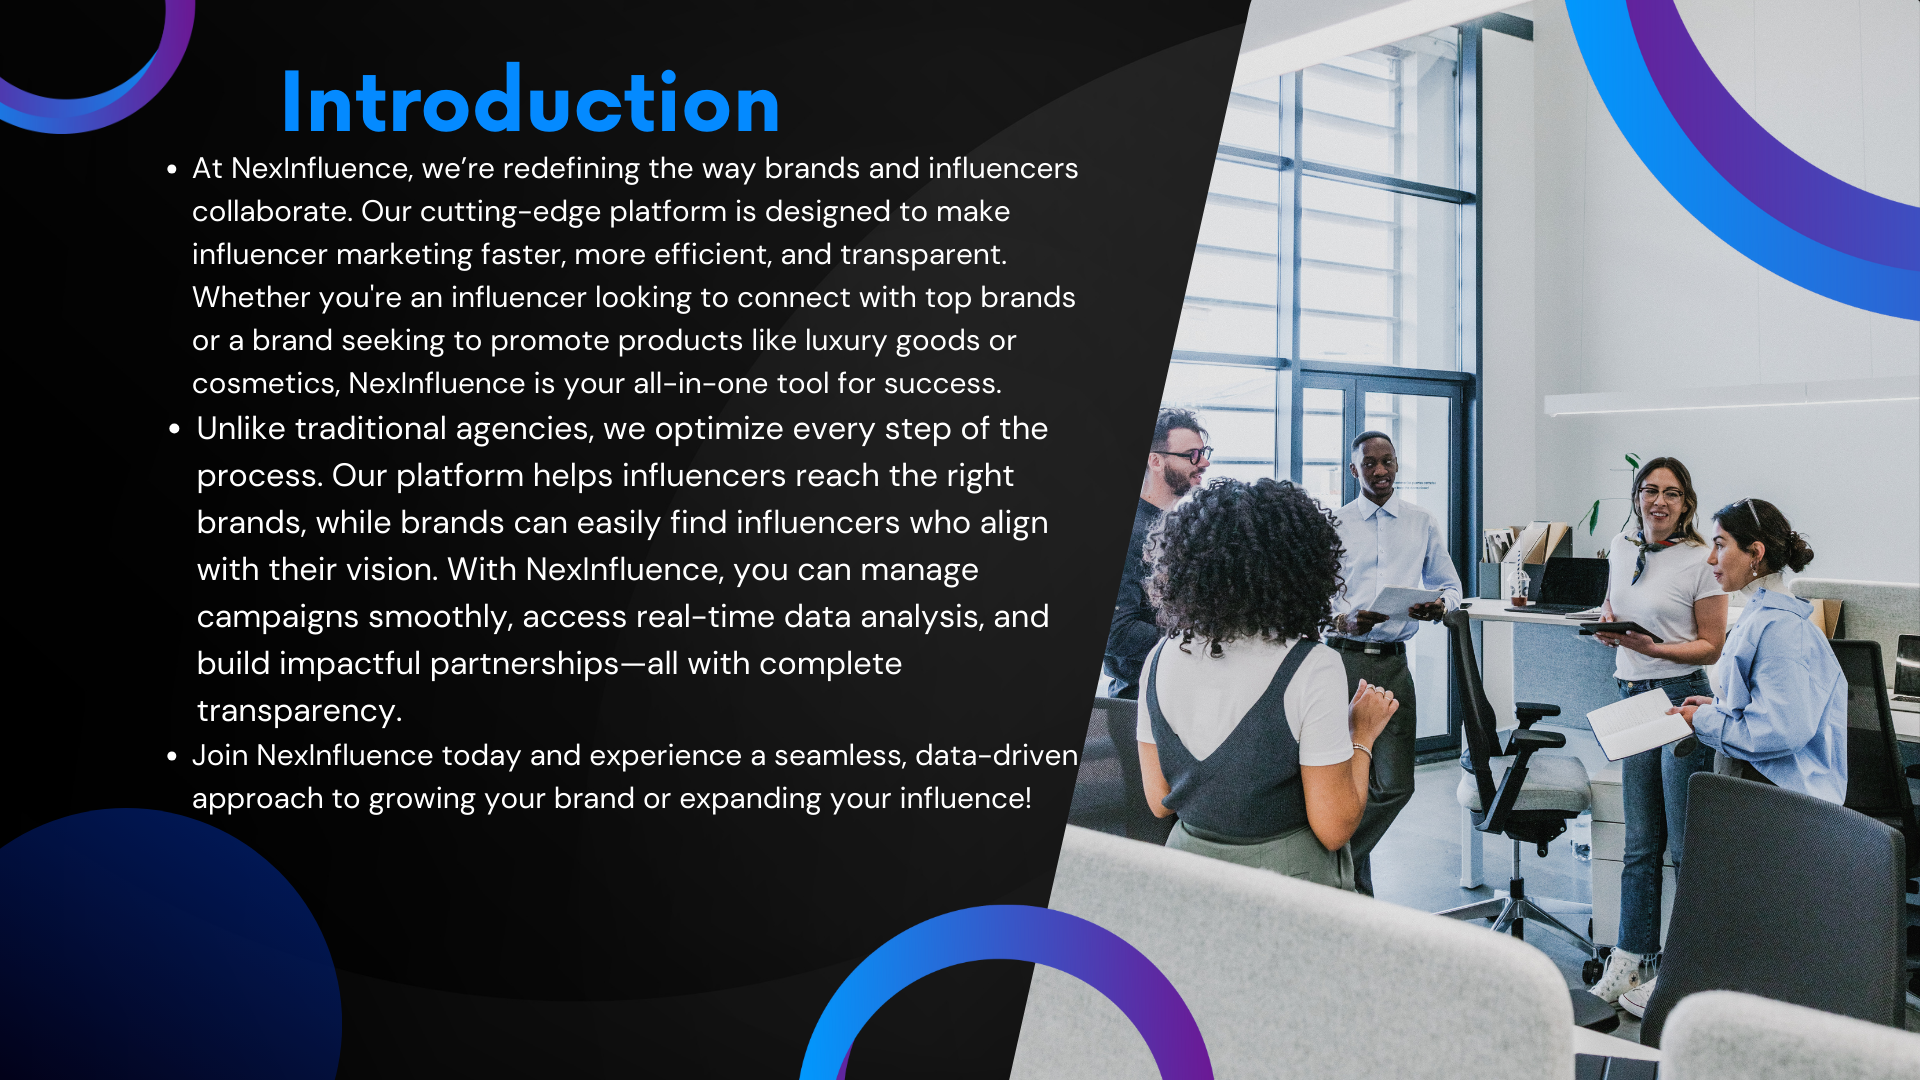 Introduction
• At NexInfluence, we’re redefining the way brands and influencers
collaborate. Our cutting-edge platform is designed to make
influencer marketing faster, more efficient, and transparent.
Whether you're an influencer looking to connect with top brands
or a brand seeking to promote products like luxury goods or
cosmetics, NexInfluence is your all-in-one tool for success.
• Unlike traditional agencies, we optimize every step of the
process. Our platform helps influencers reach the right
brands, while brands can easily find influencers who align
with their vision. With NexInfluence, you can manage
campaigns smoothly, access real-time data analysis, and
build impactful partnerships—all with complete
transparency.
• Join NexInfluence today and experience a seamless, data-driven
approach to growing your brand or expanding your influence!